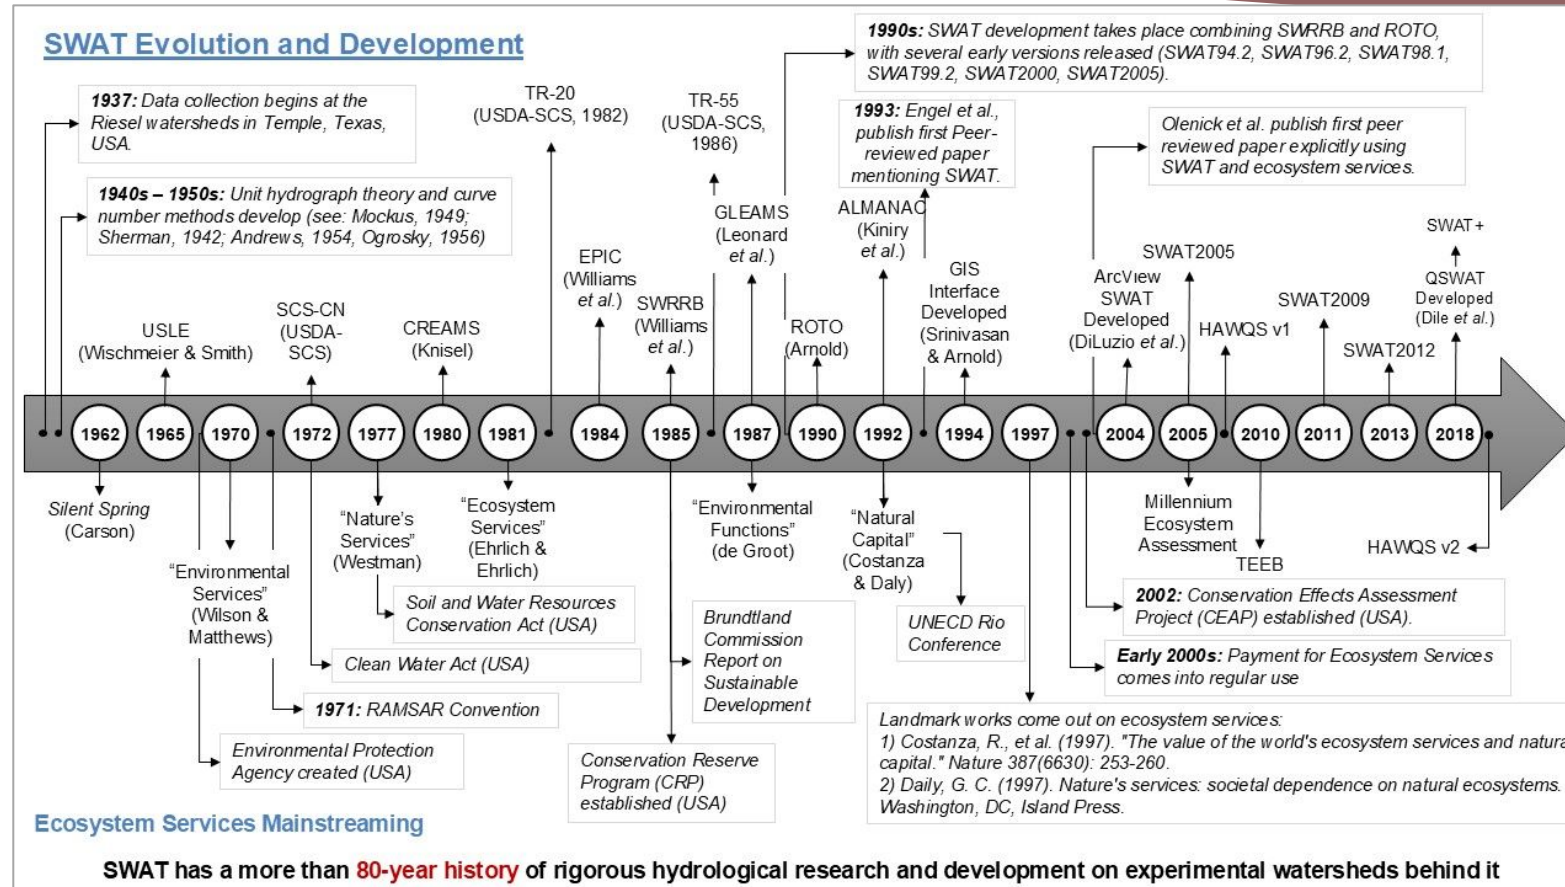 SWAT Evolution and Development
1937: Data collection begins at the
Riesel watersheds in Temple, Texas,
USA.
1940s – 1950s: Unit hydrograph theory and curve
number methods develop (see: Mockus, 1949;
Sherman, 1942; Andrews, 1954, Ogrosky, 1956)
TR-20
(USDA-SCS, 1982)
TR-55
(USDA-SCS,
1986)
1990s: SWAT development takes place combining SWRRB and ROTO,
with several early versions released (SWAT94.2, SWAT96.2, SWAT98.1,
SWAT99.2, SWAT2000, SWAT2005).
1993: Engel et al.,
publish first Peer-
reviewed paper
mentioning SWAT.
Olenick et al. publish first peer
reviewed paper explicitly using
SWAT and ecosystem services.
USLE
(Wischmeier & Smith)
SCS-CN
(USDA-
SCS)
CREAMS
(Knisel)
EPIC
(Williams
et al.)
SWRRB
(Williams
et al.)
GLEAMS
(Leonard
et al.)
ROTO
(Arnold)
ALMANAC
(Kiniry
et al.)
GIS
Interface
Developed
(Srinivasan
& Arnold)
ArcView
SWAT
Developed
(DiLuzio et al.)
SWAT2005
HAWQS v1
SWAT2009
SWAT2012
SWAT+
QSWAT
Developed
(Dile et al.)
1962 1965 1970 1972 1977 1980 1981 1984 1985 1987 1990 1992 1994 1997 2004 2005 2010 2011 2013 2018
Silent Spring
(Carson)
“Environmental
Services”
(Wilson &
Matthews)
“Nature’s
Services”
(Westman)
“Ecosystem
Services”
(Ehrlich &
Ehrlich)
“Environmental
Functions”
(de Groot)
“Natural
Capital”
(Costanza
& Daly)
Millennium
Ecosystem
Assessment
TEEB
HAWQS v2
Soil and Water Resources
Conservation Act (USA)
Clean Water Act (USA)
1971: RAMSAR Convention
Environmental Protection
Agency created (USA)
Brundtland
Commission
Report on
Sustainable
Development
Conservation Reserve
Program (CRP)
established (USA)
UNECD Rio
Conference
2002: Conservation Effects Assessment
Project (CEAP) established (USA).
Early 2000s: Payment for Ecosystem Services
comes into regular use
Landmark works come out on ecosystem services:
1) Costanza, R., et al. (1997). "The value of the world's ecosystem services and natura
capital." Nature 387(6630): 253-260.
2) Daily, G. C. (1997). Nature's services: societal dependence on natural ecosystems.
Washington, DC, Island Press.
Ecosystem Services Mainstreaming
SWAT has a more than 80-year history of rigorous hydrological research and development on experimental watersheds behind it